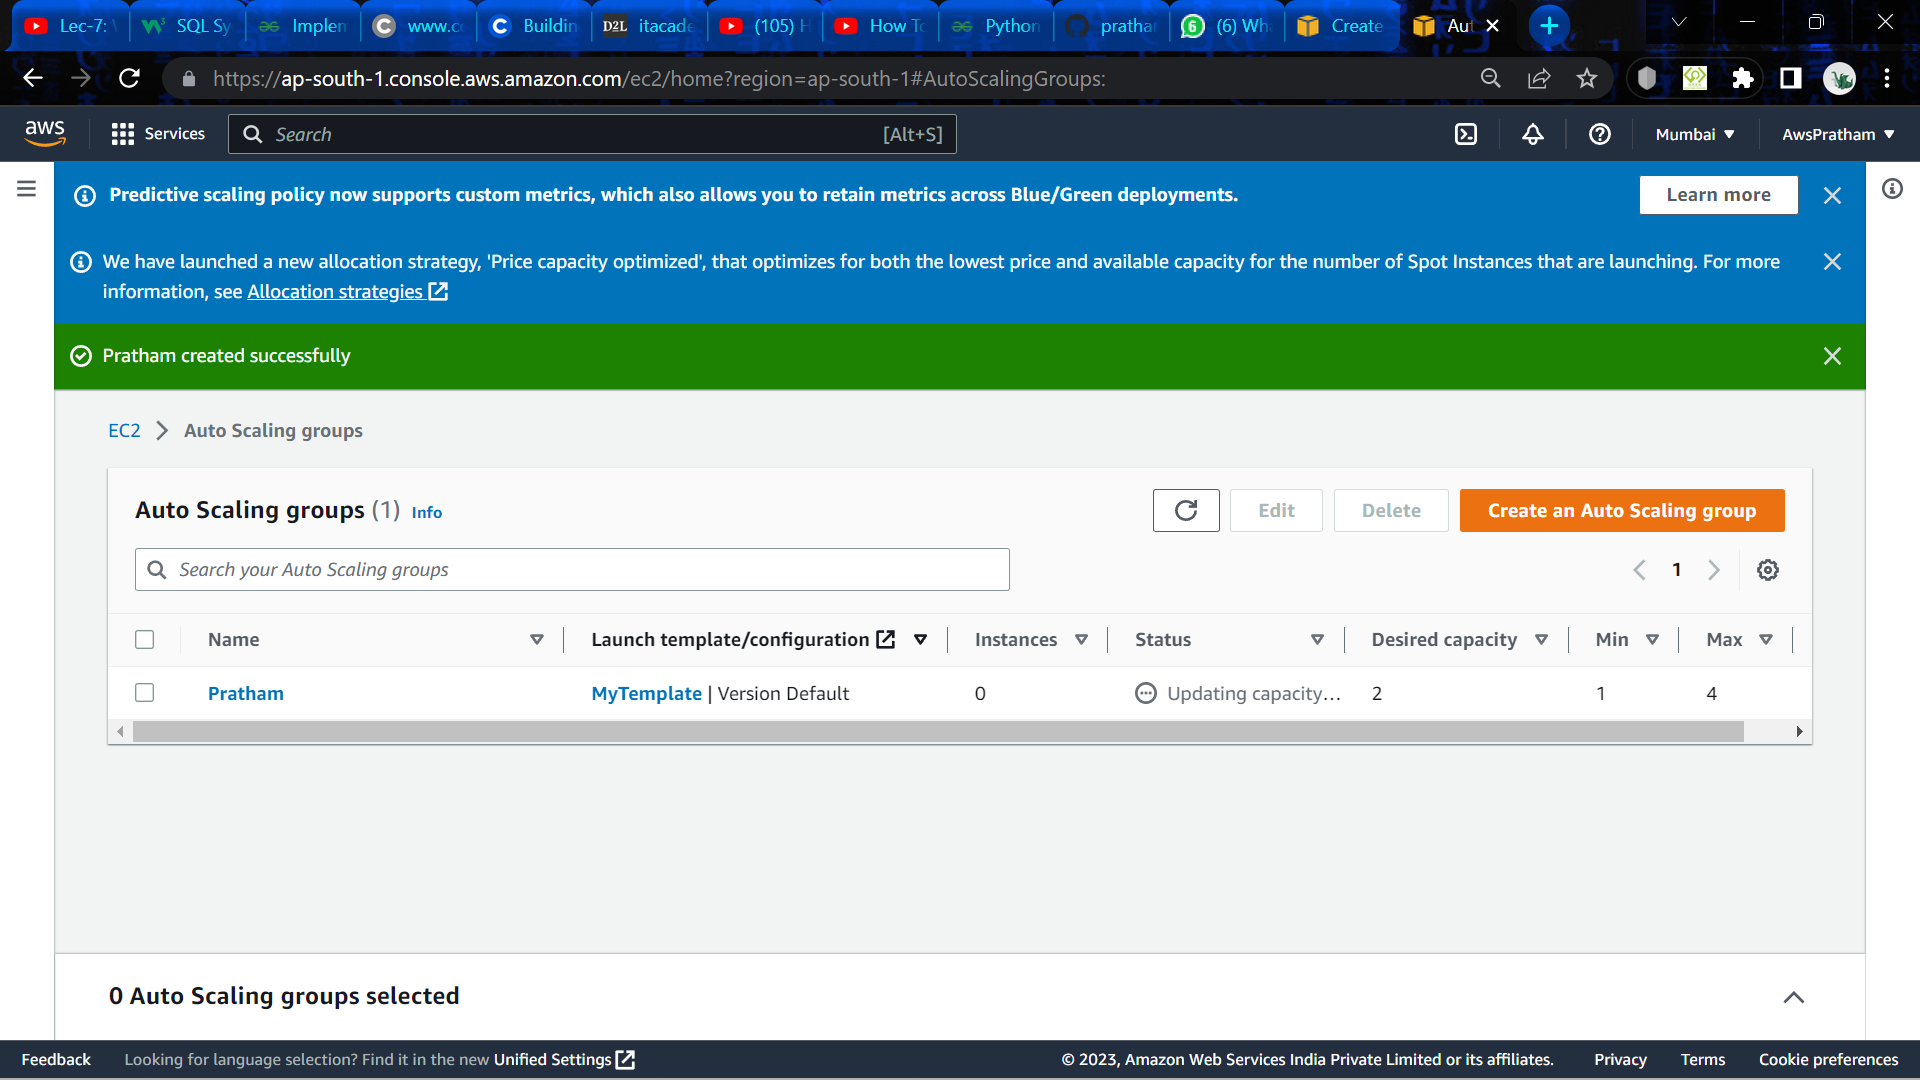 Lec-7:
SQL Sy
Implem
www.c
Buildin
D2L itacade
(105) H
How To
Python
prathar
6 (6) Wh
Create
Aut
https://ap-south-1.console.aws.amazon.com/ec2/home?region=ap-south-1#AutoScalingGroups:
aws
Services
Search
[Alt+S]
Mumbai
AwsPratham
Predictive scaling policy now supports custom metrics, which also allows you to retain metrics across Blue/Green deployments.
Learn more
We have launched a new allocation strategy, 'Price capacity optimized', that optimizes for both the lowest price and available capacity for the number of Spot Instances that are launching. For more
information, see Allocation strategies
Pratham created successfully
EC2 > Auto Scaling groups
Auto Scaling groups (1) Info
Edit
Delete
Create an Auto Scaling group
Search your Auto Scaling groups
1
Name
Launch template/configuration
Instances
Status
Desired capacity
Min
Max
Pratham
MyTemplate | Version Default
0
Updating capacity...
2
1
4
0 Auto Scaling groups selected
Feedback
Looking for language selection? Find it in the new Unified Settings
© 2023, Amazon Web Services India Private Limited or its affiliates.
Privacy
Terms
Cookie preferences